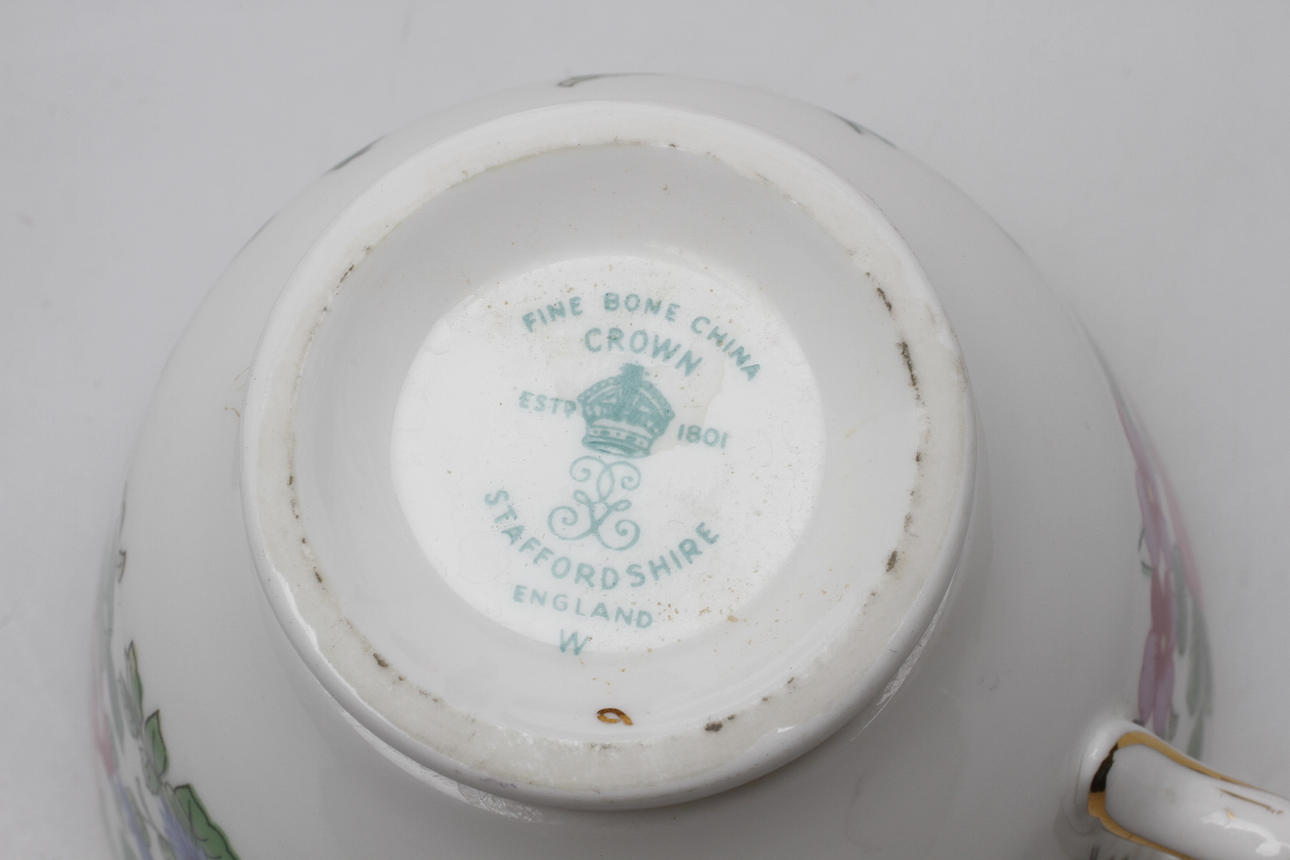 FINE BONE CHINA
CROWN
ESTD 1801
STAFFORDSHIRE
ENGLAND
W